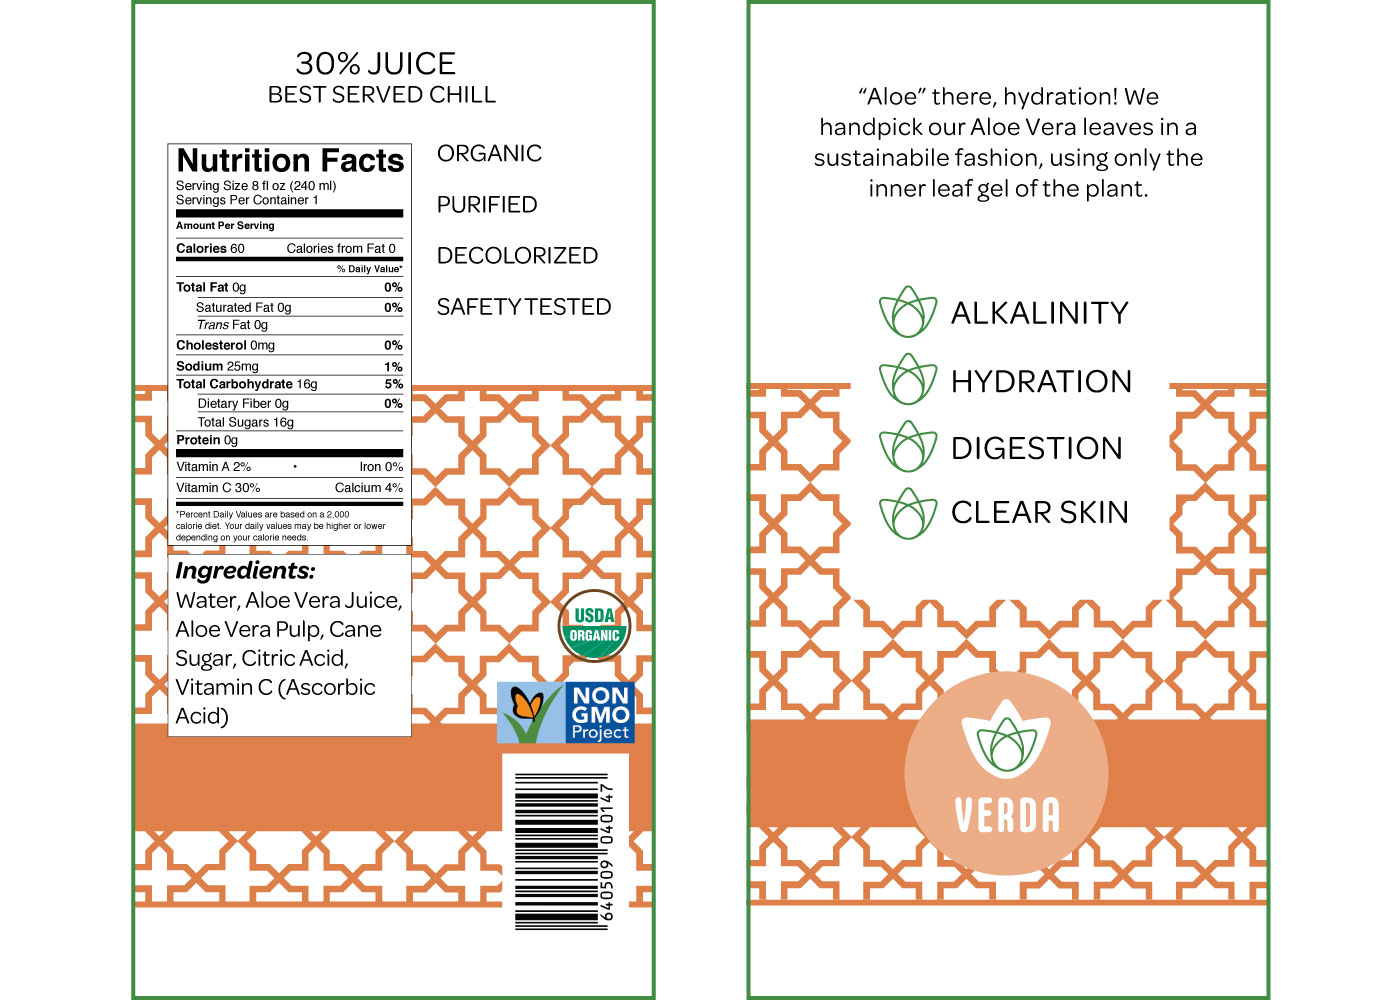 30% JUICE
BEST SERVED CHILL
Nutrition Facts
Serving Size 8 fl oz (240 ml)
Servings Per Container 1
Amount Per Serving
Calories 60 Calories from Fat 0
% Daily Value*
Total Fat 0g 0%
Saturated Fat 0g 0%
Trans Fat 0g
Cholesterol 0mg 0%
Sodium 25mg 1%
Total Carbohydrate 16g 5%
Dietary Fiber 0g 0%
Total Sugars 16g
Protein 0g
Vitamin A 2% • Iron 0%
Vitamin C 30% Calcium 4%
*Percent Daily Values are based on a 2,000
calorie diet. Your daily values may be higher or lower
depending on your calorie needs.
ORGANIC
PURIFIED
DECOLORIZED
SAFETY TESTED
Ingredients:
Water, Aloe Vera Juice,
Aloe Vera Pulp, Cane
Sugar, Citric Acid,
Vitamin C (Ascorbic
Acid)
USDA
ORGANIC
NON
GMO
Project
640509 040147
“Aloe” there, hydration! We
handpick our Aloe Vera leaves in a
sustainabile fashion, using only the
inner leaf gel of the plant.
ALKALINITY
HYDRATION
DIGESTION
CLEAR SKIN
VERDA